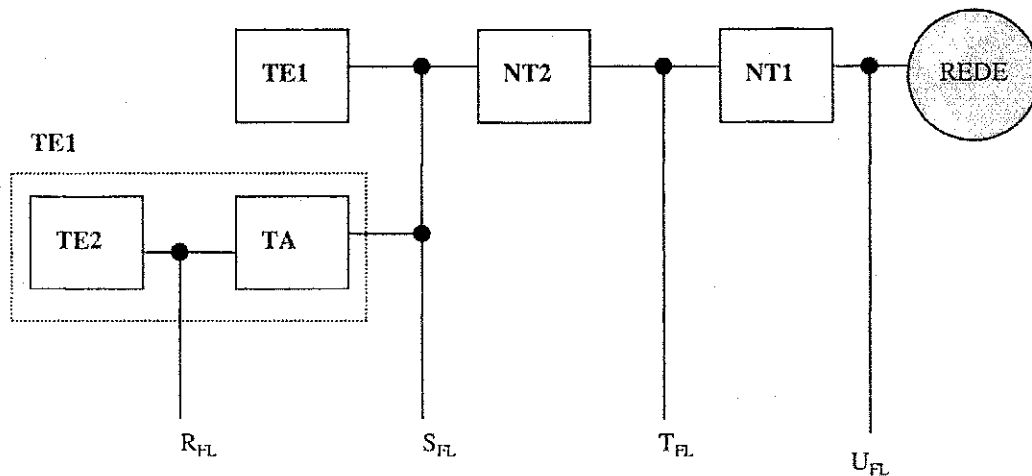 TE1 NT2 NT1 REDE
TE1
TE2 TA
R_FL S_FL T_FL U_FL